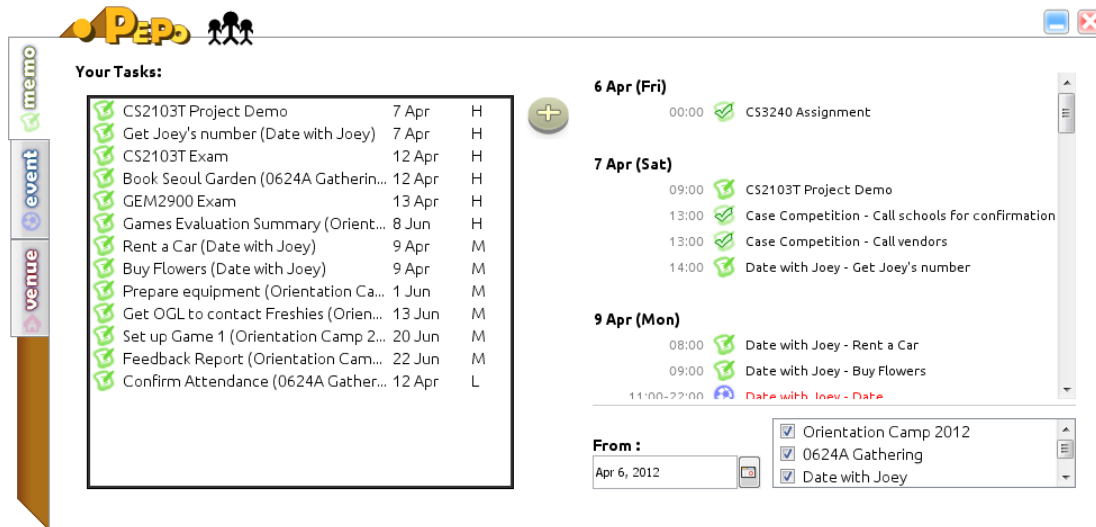 PEPO
memo
event
venue
Your Tasks:
CS2103T Project Demo 7 Apr H
Get Joey's number (Date with Joey) 7 Apr H
CS2103T Exam 12 Apr H
Book Seoul Garden (0624A Gatherin... 12 Apr H
GEM2900 Exam 13 Apr H
Games Evaluation Summary (Orient... 8 Jun H
Rent a Car (Date with Joey) 9 Apr M
Buy Flowers (Date with Joey) 9 Apr M
Prepare equipment (Orientation Ca... 1 Jun M
Get OGL to contact Freshies (Orien... 13 Jun M
Set up Game 1 (Orientation Camp 2... 20 Jun M
Feedback Report (Orientation Cam... 22 Jun M
Confirm Attendance (0624A Gather... 12 Apr L
6 Apr (Fri)
00:00 CS3240 Assignment
7 Apr (Sat)
09:00 CS2103T Project Demo
13:00 Case Competition - Call schools for confirmation
13:00 Case Competition - Call vendors
14:00 Date with Joey - Get Joey's number
9 Apr (Mon)
08:00 Date with Joey - Rent a Car
09:00 Date with Joey - Buy Flowers
11:00-22:00 Date with Joey - Date
From :
Apr 6, 2012
Orientation Camp 2012
0624A Gathering
Date with Joey